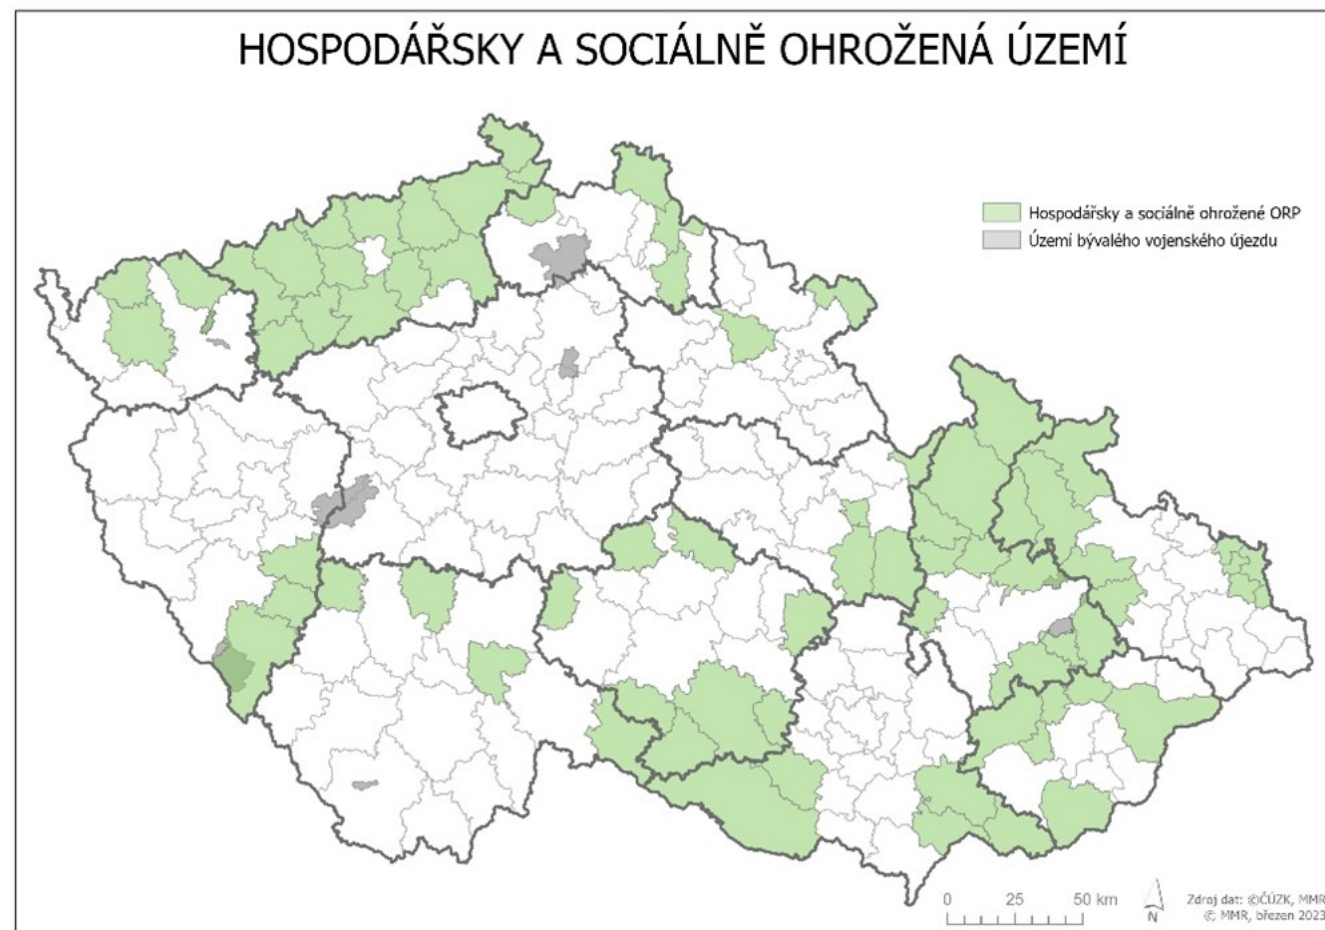 HOSPODÁŘSKY A SOCIÁLNĚ OHROŽENÁ ÚZEMÍ
Hospodářsky a sociálně ohrožené ORP
Území bývalého vojenského újezdu
0 25 50 km
N
Zdroj dat: ©ČÚZK, MMR
© MMR, březen 2023